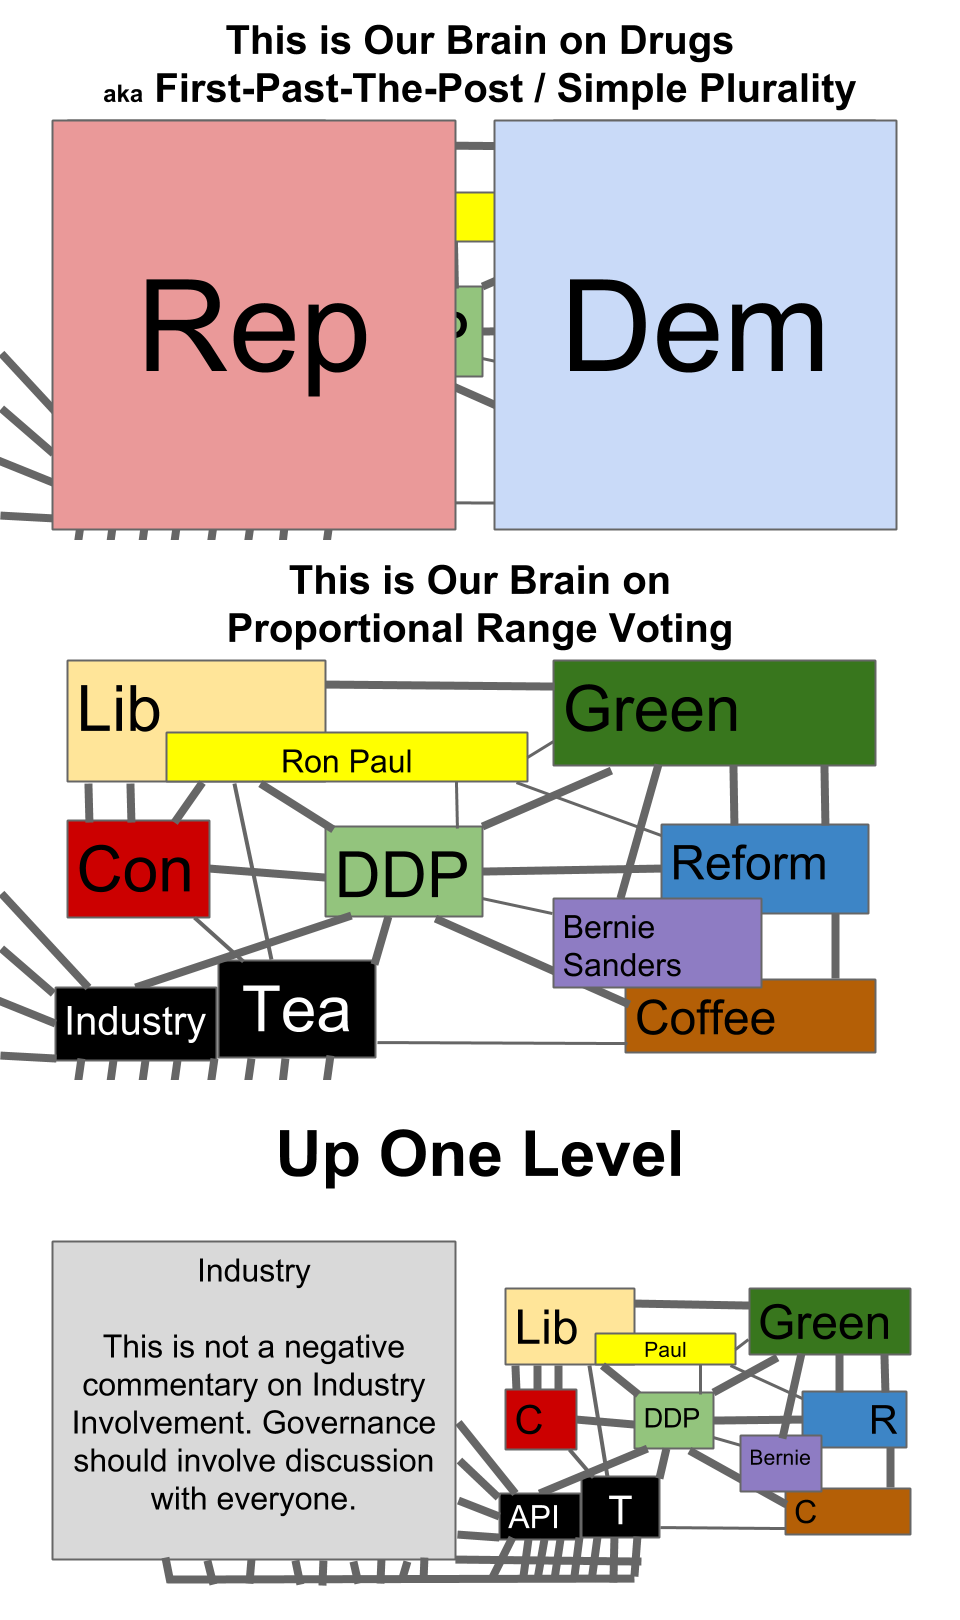 This is Our Brain on Drugs
aka First-Past-The-Post / Simple Plurality
Rep
P
Dem
This is Our Brain on
Proportional Range Voting
Lib
Green
Ron Paul
Con
DDP
Reform
Bernie
Sanders
Industry
Tea
Coffee
Up One Level
Industry
This is not a negative
commentary on Industry
Involvement. Governance
should involve discussion
with everyone.
Lib
Green
Paul
C
DDP
R
Bernie
API
T
C